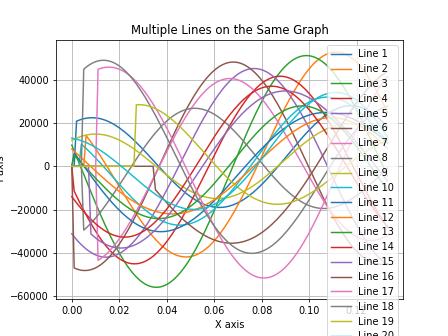 Multiple Lines on the Same Graph
40000
20000
0
−20000
−40000
−60000
0.00
0.02
0.04
0.06
0.08
0.10
X axis
Line 1
Line 2
Line 3
Line 4
Line 5
Line 6
Line 7
Line 8
Line 9
Line 10
Line 11
Line 12
Line 13
Line 14
Line 15
Line 16
Line 17
Line 18
Line 19